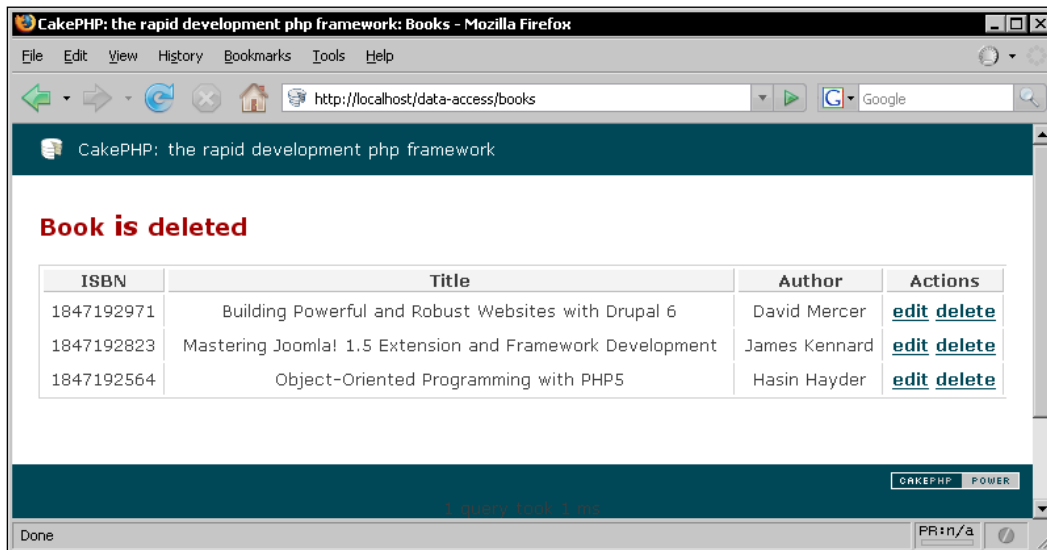 CakePHP: the rapid development php framework: Books - Mozilla Firefox
File Edit View History Bookmarks Tools Help
http://localhost/data-access/books
G Google
CakePHP: the rapid development php framework
Book is deleted
ISBN Title Author Actions
1847192971 Building Powerful and Robust Websites with Drupal 6 David Mercer edit delete
1847192823 Mastering Joomla! 1.5 Extension and Framework Development James Kennard edit delete
1847192564 Object-Oriented Programming with PHP5 Hasin Hayder edit delete
CAKEPHP POWER
1 query took 1 ms
Done PR:n/a